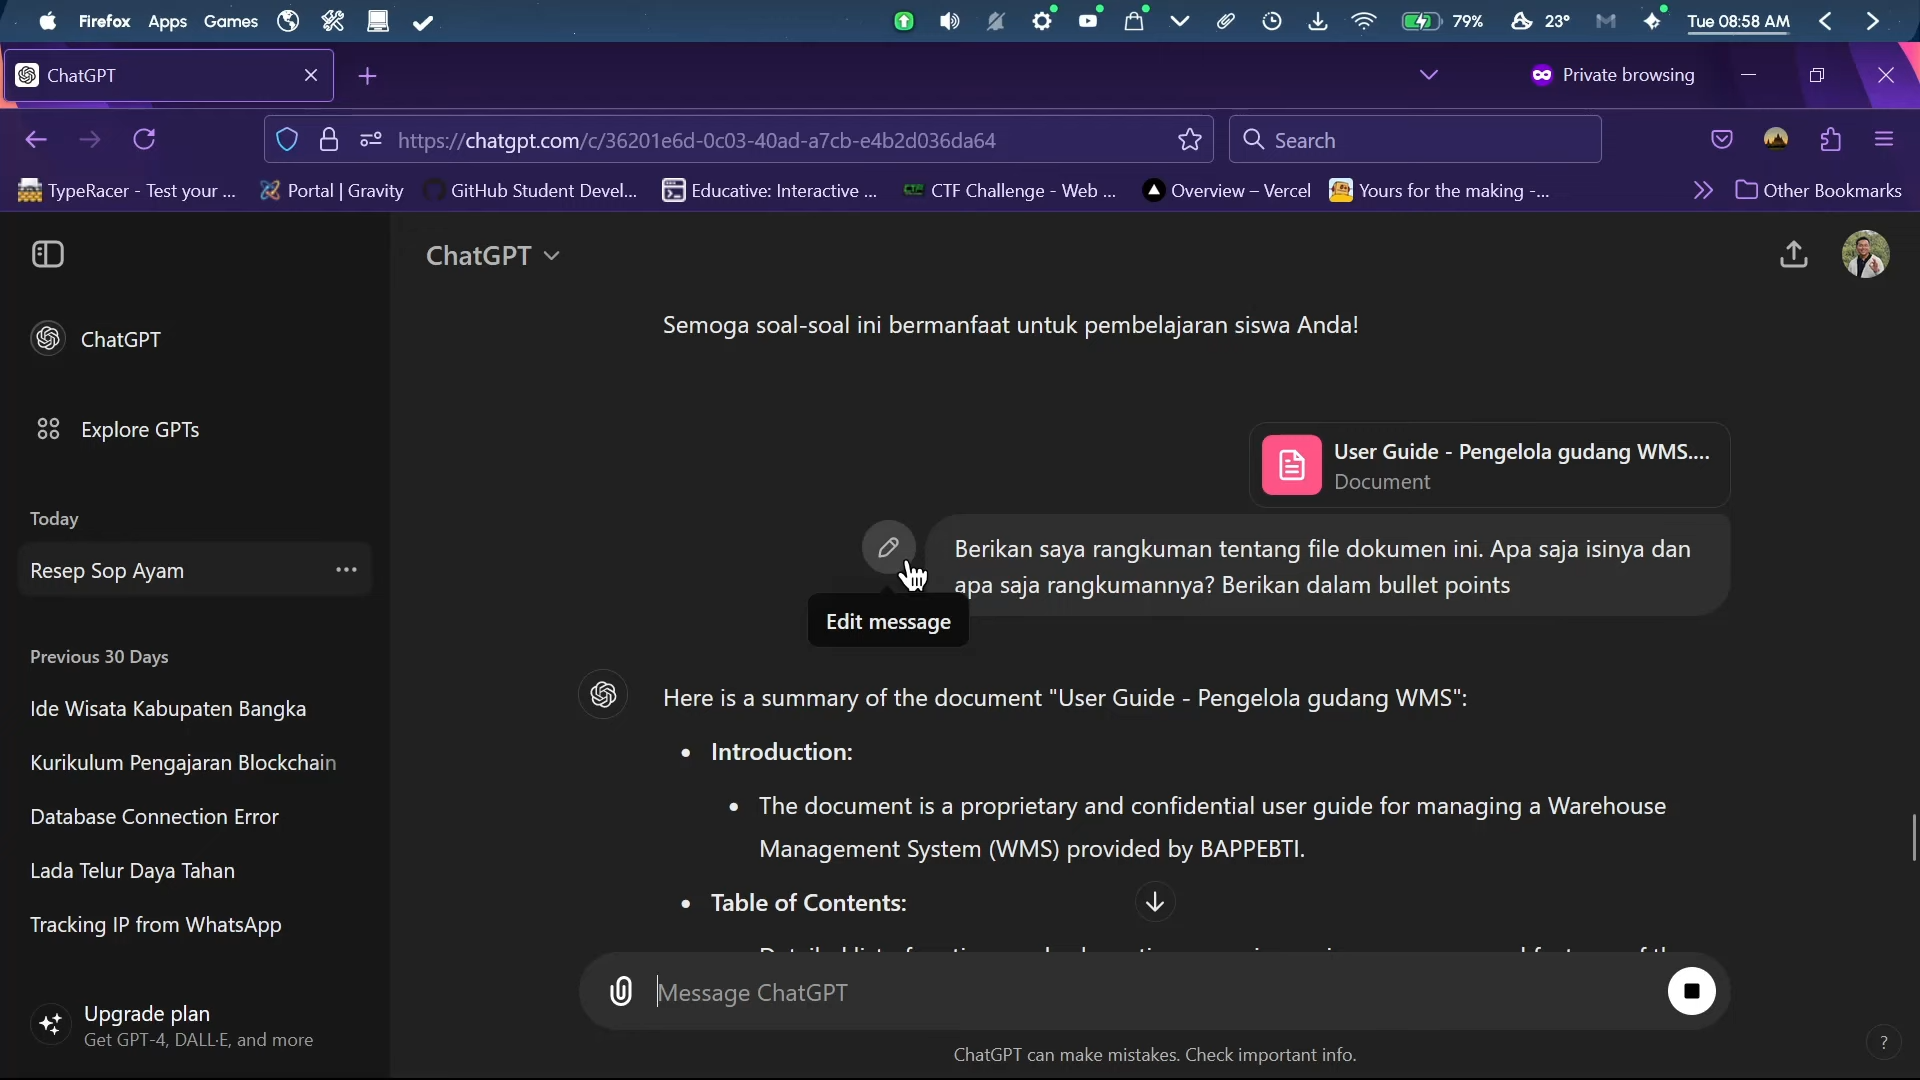 Firefox Apps Games
79%
23°
Tue 08:58 AM
ChatGPT
Private browsing
https://chatgpt.com/c/36201e6d-0c03-40ad-a7cb-e4b2d036da64
Search
TypeRacer - Test your ...
Portal | Gravity
GitHub Student Devel...
Educative: Interactive ...
CTF Challenge - Web ...
Overview – Vercel
Yours for the making -...
Other Bookmarks
ChatGPT
Explore GPTs
Today
Resep Sop Ayam
Previous 30 Days
Ide Wisata Kabupaten Bangka
Kurikulum Pengajaran Blockchain
Database Connection Error
Lada Telur Daya Tahan
Tracking IP from WhatsApp
Upgrade plan
Get GPT-4, DALL·E, and more
ChatGPT
Semoga soal-soal ini bermanfaat untuk pembelajaran siswa Anda!
User Guide - Pengelola gudang WMS....
Document
Berikan saya rangkuman tentang file dokumen ini. Apa saja isinya dan
apa saja rangkumannya? Berikan dalam bullet points
Edit message
Here is a summary of the document "User Guide - Pengelola gudang WMS":
• Introduction:
• The document is a proprietary and confidential user guide for managing a Warehouse
Management System (WMS) provided by BAPPEBTI.
• Table of Contents:
Message ChatGPT
ChatGPT can make mistakes. Check important info.
?